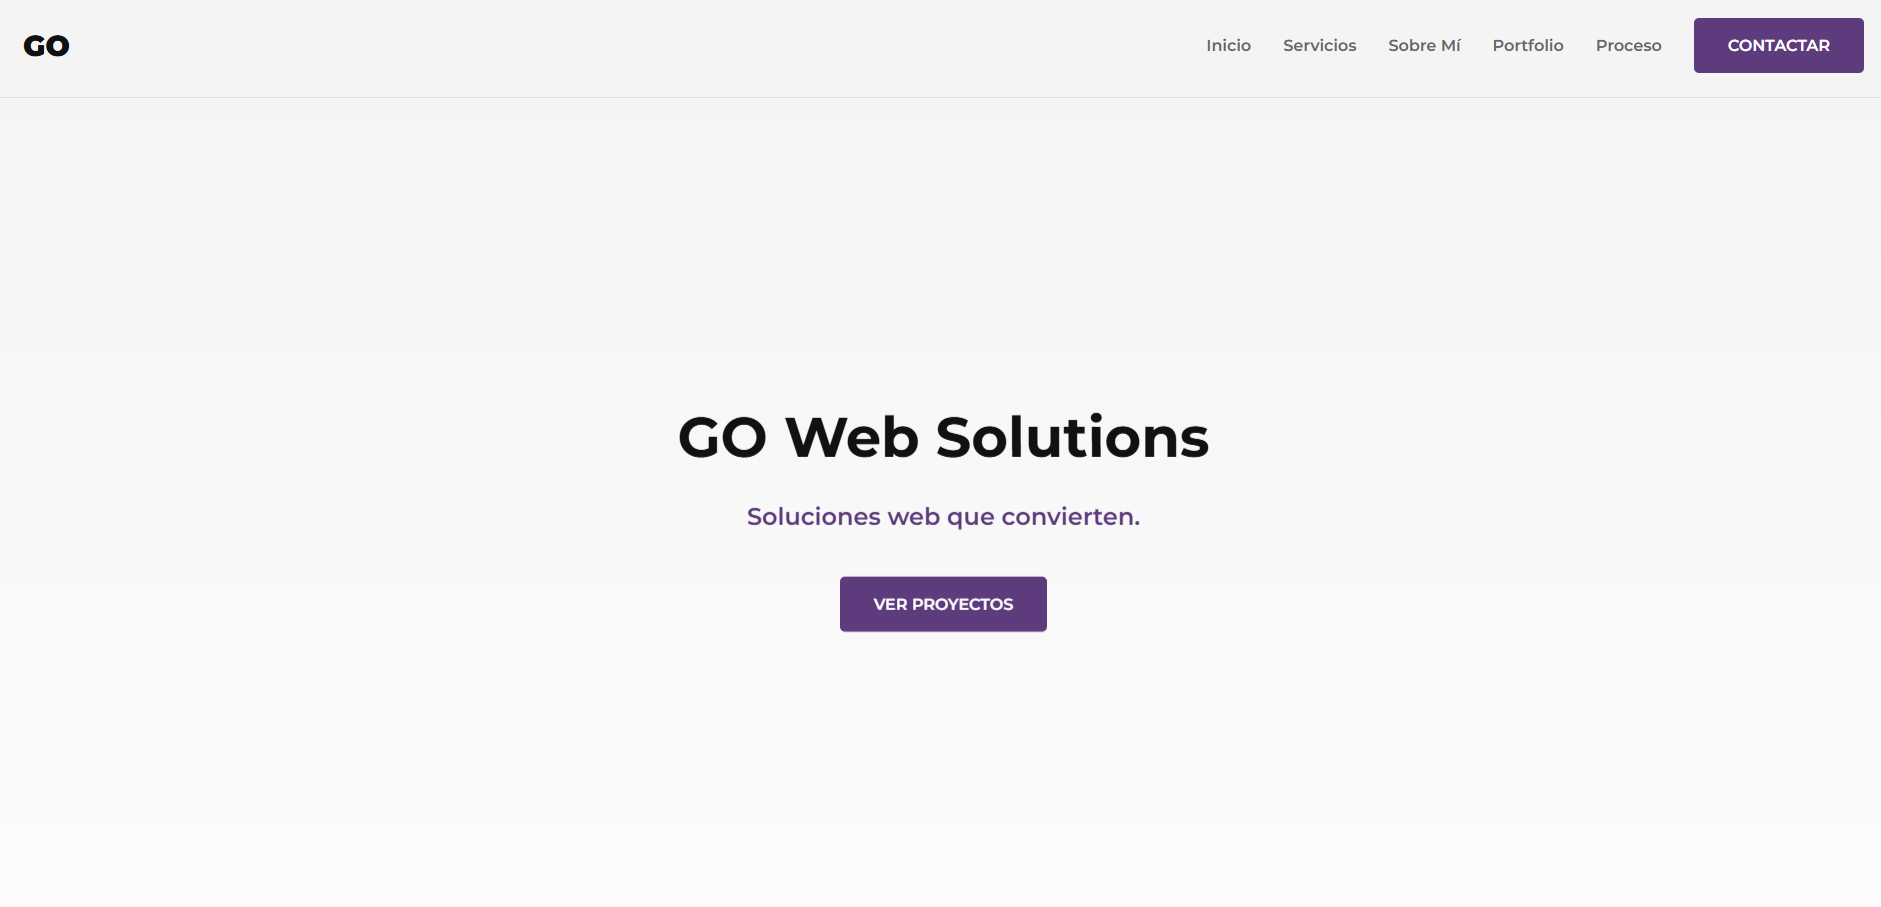 GO
Inicio Servicios Sobre Mí Portfolio Proceso CONTACTAR
GO Web Solutions
Soluciones web que convierten.
VER PROYECTOS